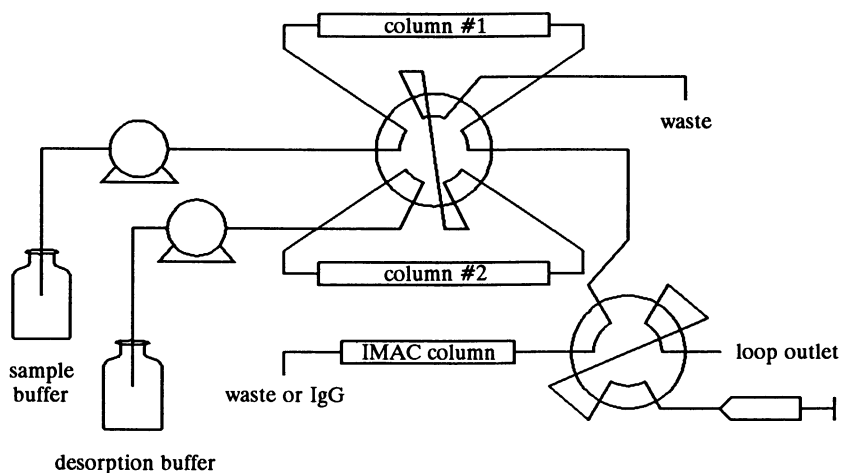 column #1
waste
column #2
IMAC column
loop outlet
sample
buffer
waste or IgG
desorption buffer